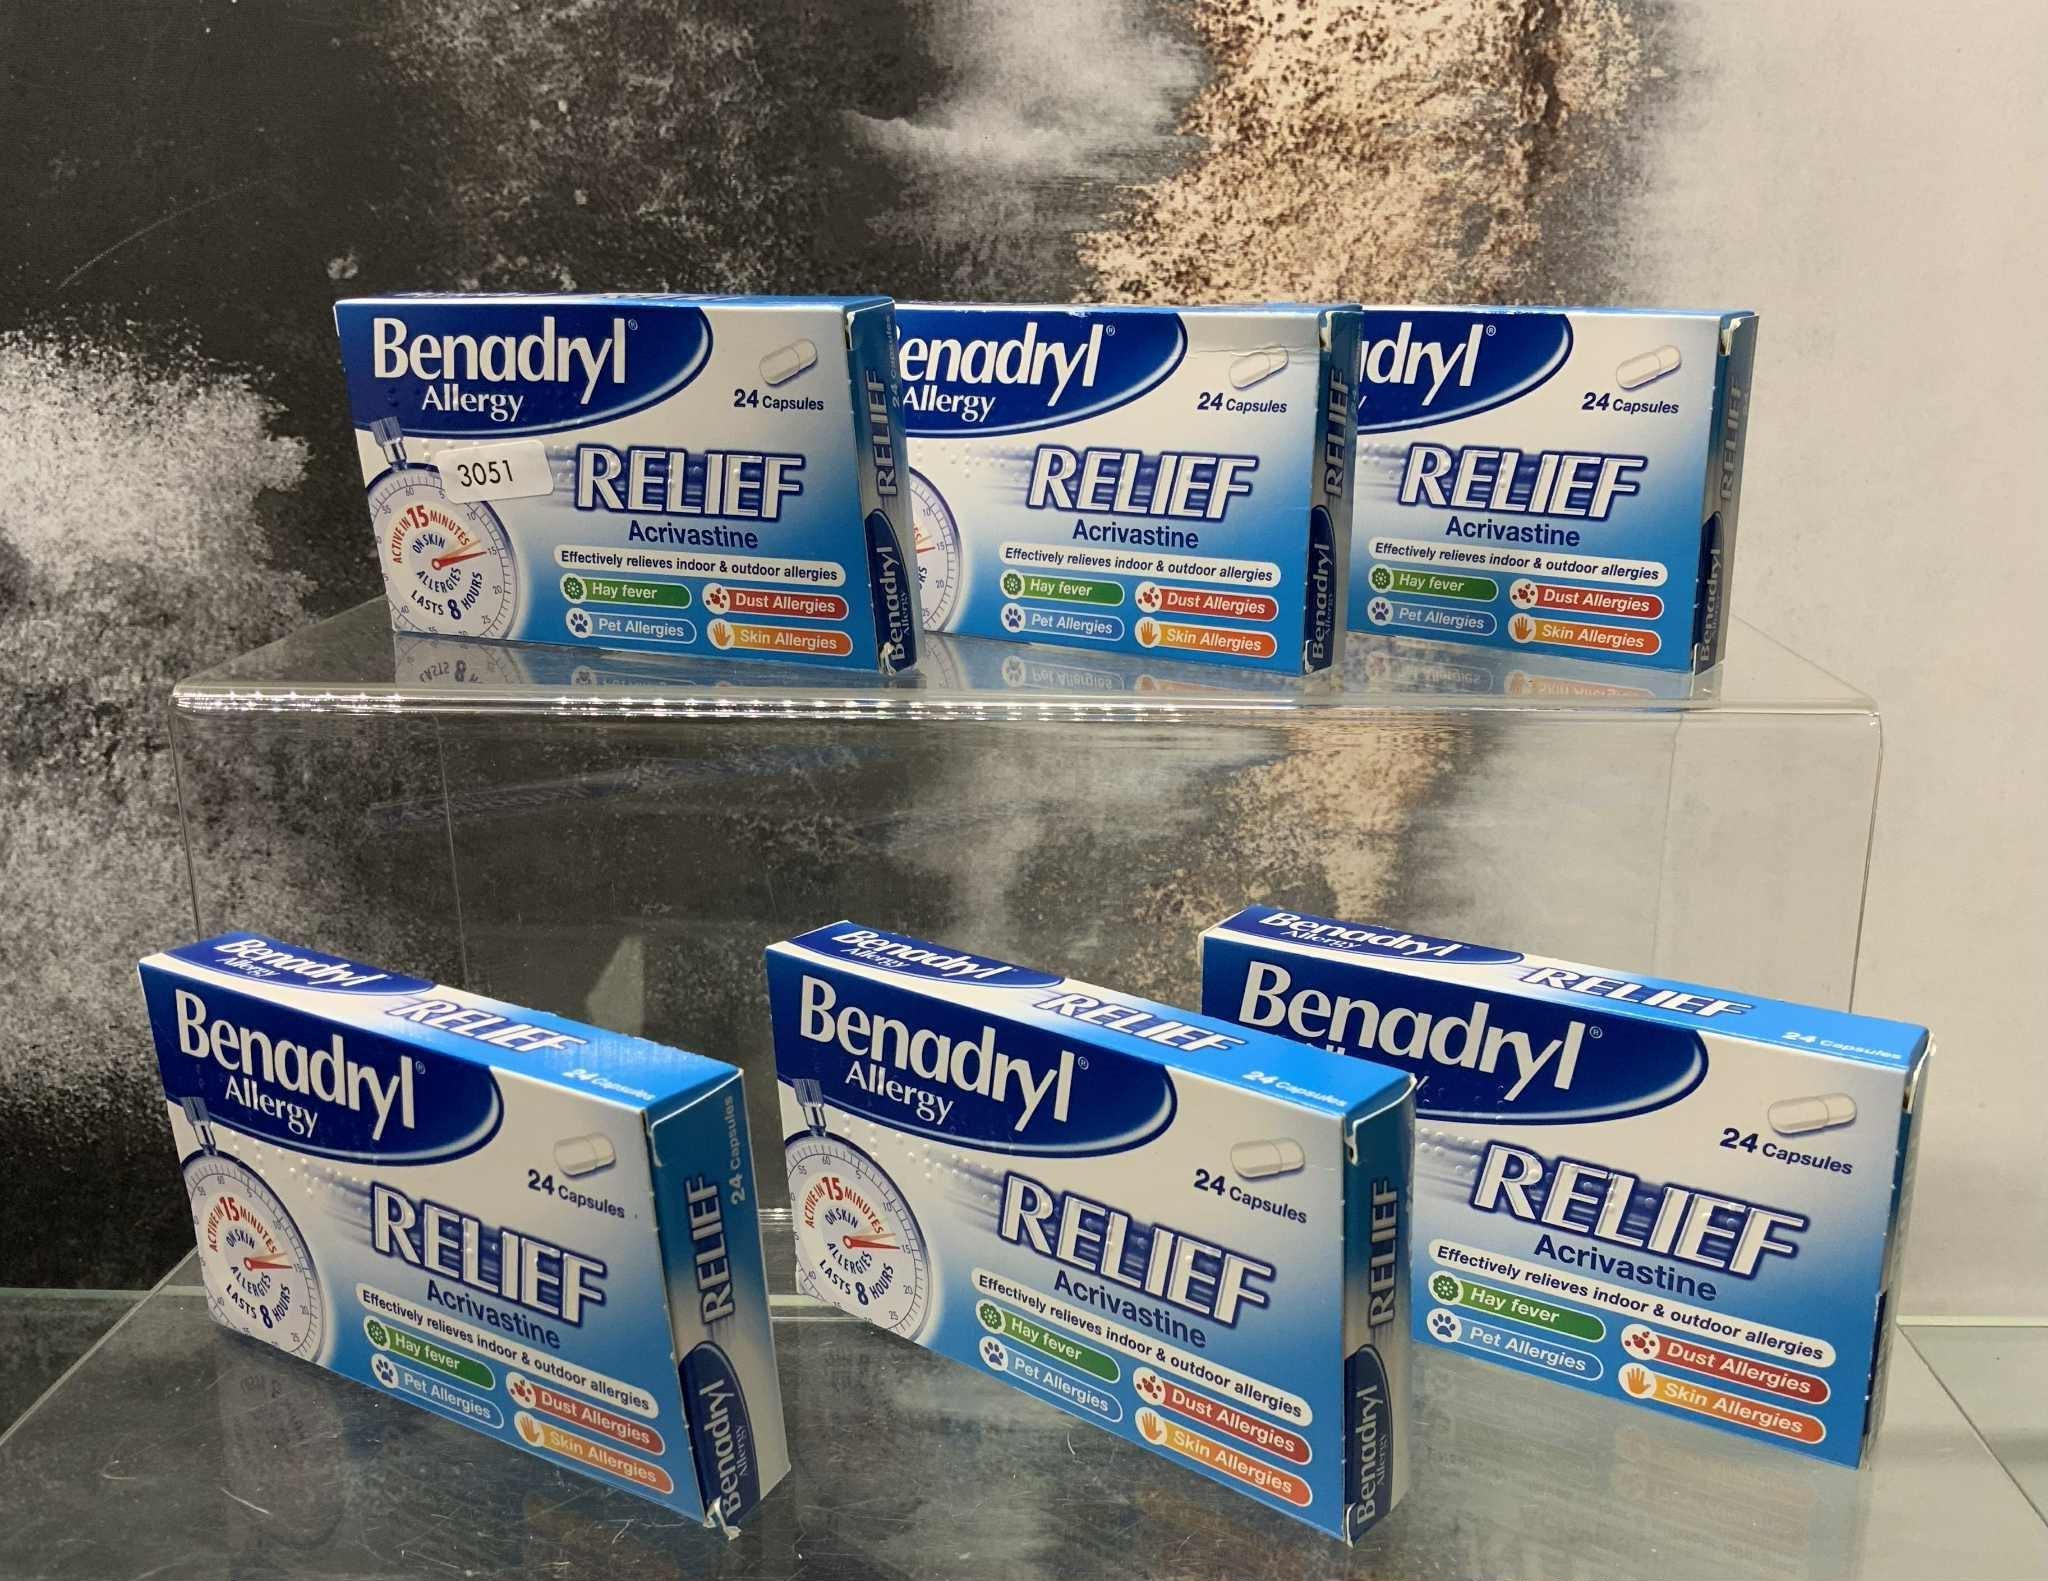 Benadryl®
Allergy
24 Capsules
3051
RELIEF
Acrivastine
Effectively relieves indoor & outdoor allergies
Hay fever
Dust Allergies
Pet Allergies
Skin Allergies
ACTIVE IN 15 MINUTES
ON SKIN
ALLERGIES
LASTS 8 HOURS
24 Capsules
RELIEF
Benadryl
Allergy
enadryl®
Allergy
24 Capsules
RELIEF
Acrivastine
Effectively relieves indoor & outdoor allergies
Hay fever
Dust Allergies
Pet Allergies
Skin Allergies
RELIEF
Benadryl
Allergy
dryl®
24 Capsules
RELIEF
Acrivastine
Effectively relieves indoor & outdoor allergies
Hay fever
Dust Allergies
Pet Allergies
Skin Allergies
RELIEF
Benadryl
Benadryl
Allergy
RELIEF
24 Capsules
Benadryl®
Allergy
24 Capsules
RELIEF
Acrivastine
Effectively relieves indoor & outdoor allergies
Hay fever
Dust Allergies
Pet Allergies
Skin Allergies
ACTIVE IN 15 MINUTES
ON SKIN
ALLERGIES
LASTS 8 HOURS
24 Capsules
RELIEF
Benadryl
Allergy
Benadryl
Allergy
RELIEF
24 Capsules
Benadryl®
Allergy
24 Capsules
RELIEF
Acrivastine
Effectively relieves indoor & outdoor allergies
Hay fever
Dust Allergies
Pet Allergies
Skin Allergies
ACTIVE IN 15 MINUTES
ON SKIN
ALLERGIES
LASTS 8 HOURS
RELIEF
Benadryl
Allergy
Benadryl
Allergy
RELIEF
24 Capsules
Benadryl®
24 Capsules
RELIEF
Acrivastine
Effectively relieves indoor & outdoor allergies
Hay fever
Dust Allergies
Pet Allergies
Skin Allergies